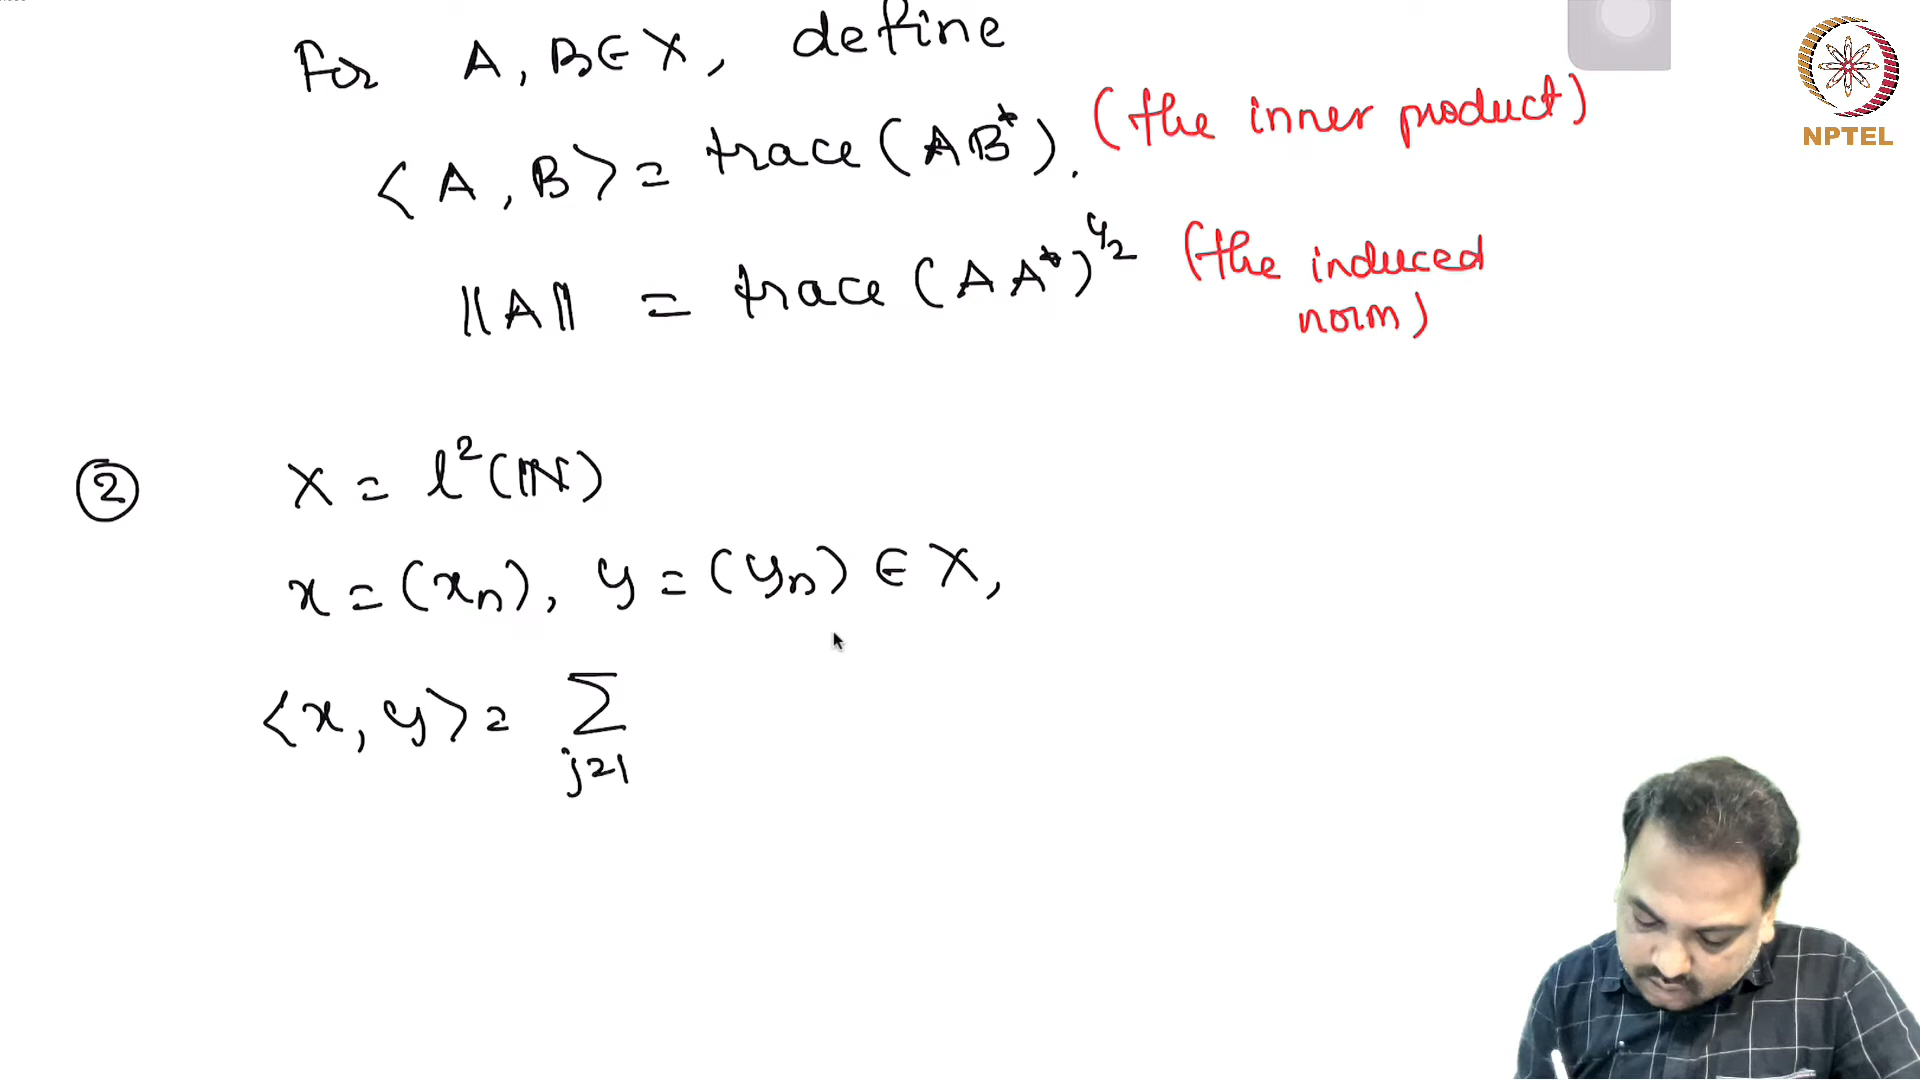 For A, B ∈ X, define
⟨A, B⟩ = trace(AB*). (the inner product)
||A|| = trace(AA*)^{1/2} (the induced norm)
② X = l²(ℕ)
x = (xₙ), y = (yₙ) ∈ X,
⟨x, y⟩ = ∑_{j=1}
NPTEL